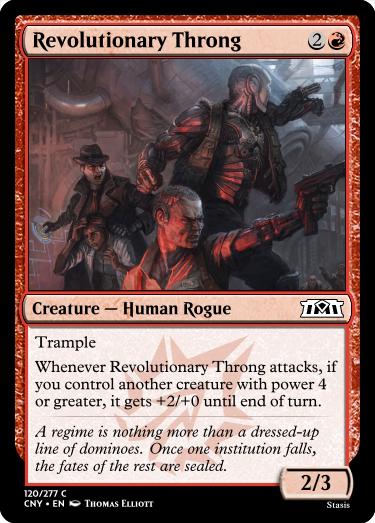 Revolutionary Throng 2
Creature — Human Rogue
Trample
Whenever Revolutionary Throng attacks, if
you control another creature with power 4
or greater, it gets +2/+0 until end of turn.
A regime is nothing more than a dressed-up
line of dominoes. Once one institution falls,
the fates of the rest are sealed.
2/3
120/277 C
CNY • EN Thomas Elliott
Stasis